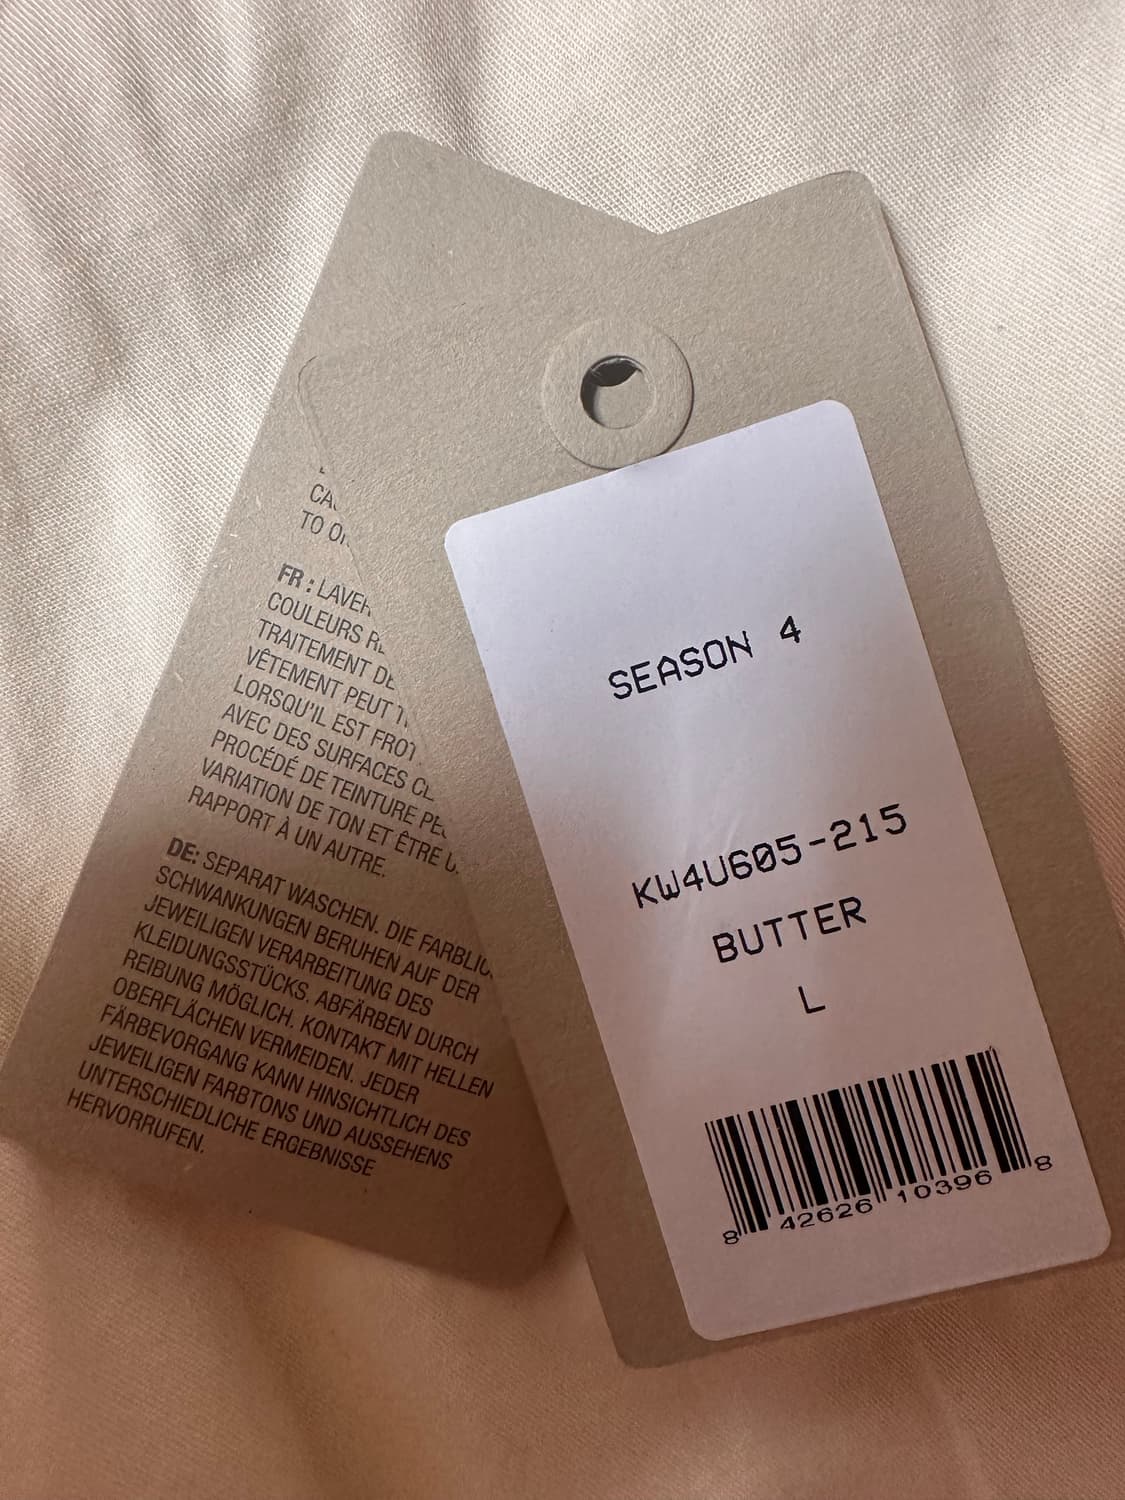 TO
FR : LAVER
COULEURS
TRAITEMENT
VÊTEMENT PEUT
LORSQU'IL EST
AVEC DES SURFACES
PROCÉDÉ DE TEINTURE
VARIATION DE TON ET ÊTRE
RAPPORT À UN AUTRE.
DE: SEPARAT WASCHEN. DIE
SCHWANKUNGEN BERUHEN AUF DER
JEWEILIGEN VERARBEITUNG DES
KLEIDUNGSSTÜCKS. ABFÄRBEN DURCH
REIBUNG MÖGLICH. KONTAKT MIT HELLEN
OBERFLÄCHEN VERMEIDEN. JEDER
FÄRBEVORGANG KANN HINSICHTLICH DES
JEWEILIGEN FARBTONS UND AUSSEHENS
UNTERSCHIEDLICHE ERGEBNISSE
HERVORRUFEN.
SEASON 4
KW4U605-215
BUTTER
L
8 42626 10396 8